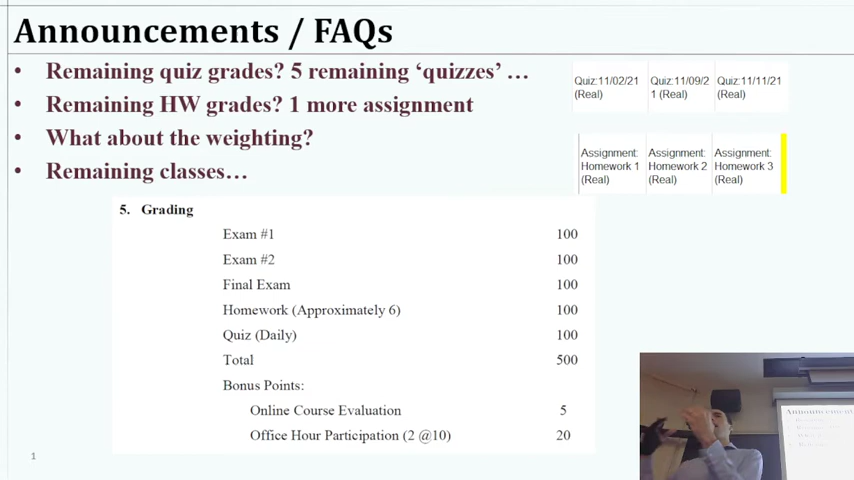 Announcements / FAQs
• Remaining quiz grades? 5 remaining ‘quizzes’ …
• Remaining HW grades? 1 more assignment
• What about the weighting?
• Remaining classes…
Quiz:11/02/21 (Real)
Quiz:11/09/21 (Real)
Quiz:11/11/21 (Real)
Assignment: Homework 1 (Real)
Assignment: Homework 2 (Real)
Assignment: Homework 3 (Real)
5. Grading
Exam #1 100
Exam #2 100
Final Exam 100
Homework (Approximately 6) 100
Quiz (Daily) 100
Total 500
Bonus Points:
Online Course Evaluation 5
Office Hour Participation (2 @10) 20
1
Announcements